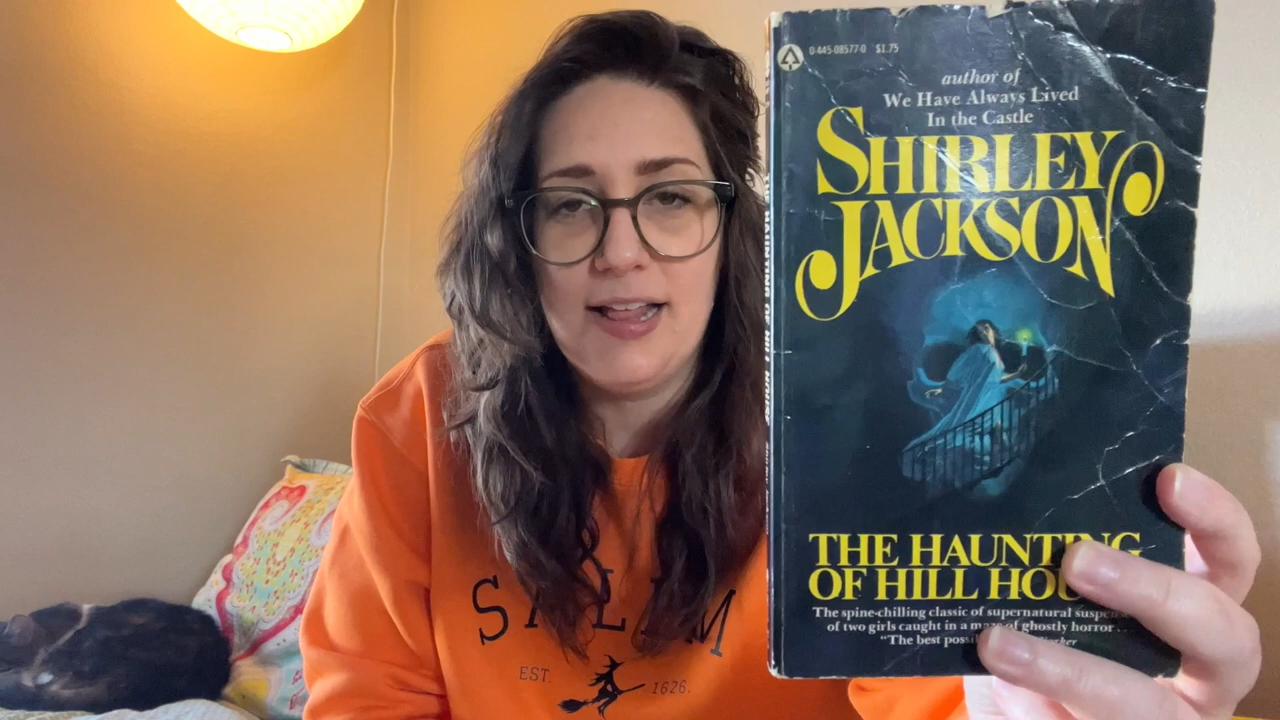 0-445-08577-0 $1.75
author of
We Have Always Lived
In the Castle
SHIRLEY
JACKSON
THE HAUNTING
OF HILL HOU
The spine-chilling classic of supernatural suspen
of two girls caught in a maze of ghostly horror...
"The best possi
THE HAUNTING OF HILL HOUSE
SALEM
EST. 1626.